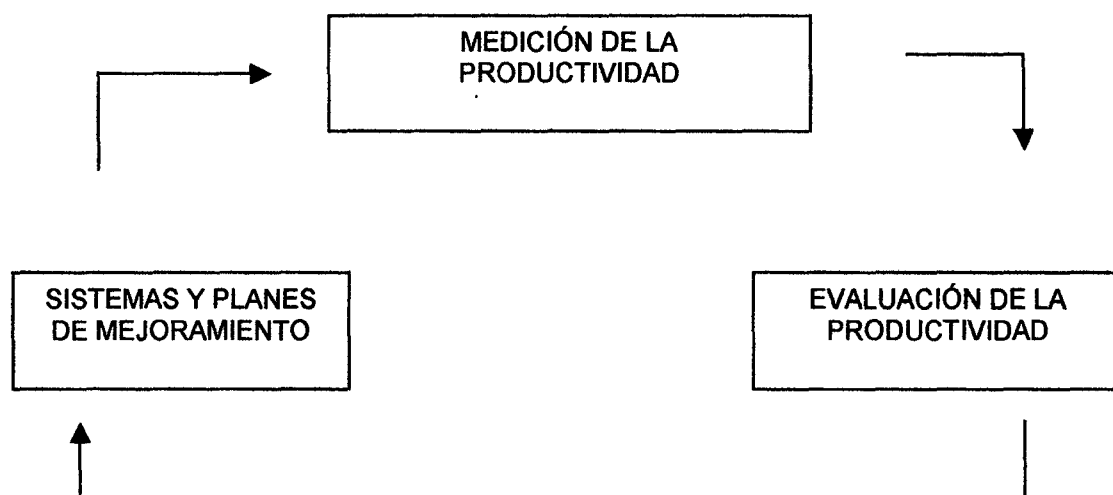 MEDICIÓN DE LA
PRODUCTIVIDAD
SISTEMAS Y PLANES
DE MEJORAMIENTO
EVALUACIÓN DE LA
PRODUCTIVIDAD